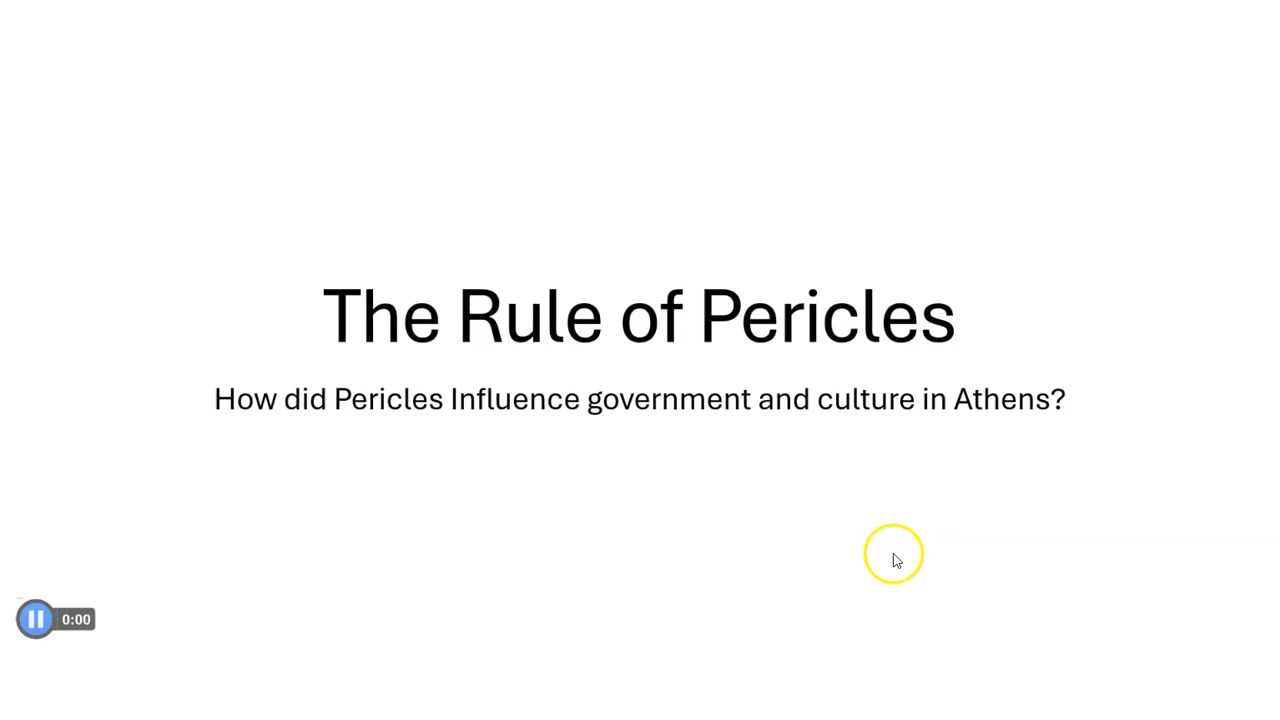 The Rule of Pericles
How did Pericles Influence government and culture in Athens?
0:00